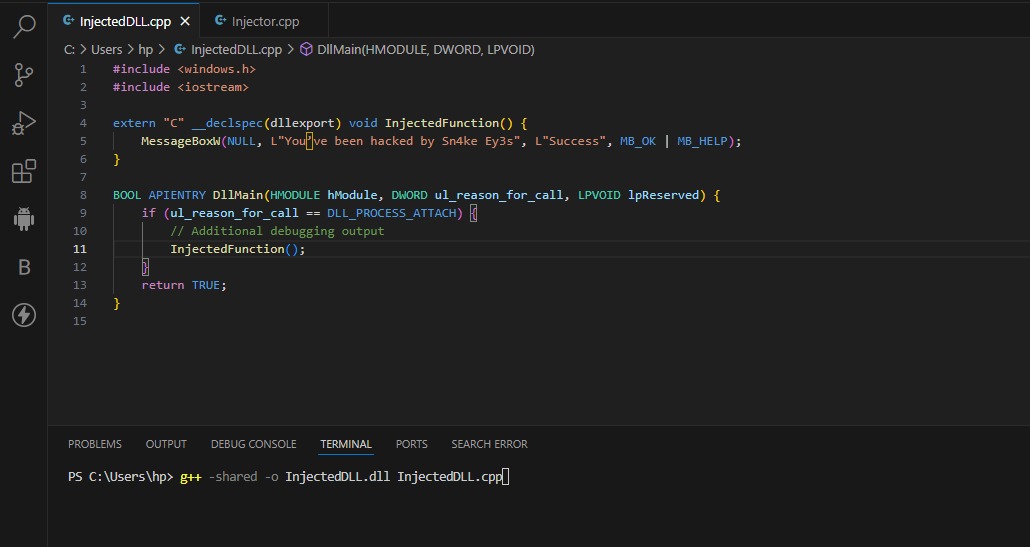 InjectedDLL.cpp Injector.cpp
C: > Users > hp > InjectedDLL.cpp > DllMain(HMODULE, DWORD, LPVOID)
1 #include <windows.h>
2 #include <iostream>
3
4 extern "C" __declspec(dllexport) void InjectedFunction() {
5 MessageBoxW(NULL, L"You’ve been hacked by Sn4ke Ey3s", L"Success", MB_OK | MB_HELP);
6 }
7
8 BOOL APIENTRY DllMain(HMODULE hModule, DWORD ul_reason_for_call, LPVOID lpReserved) {
9 if (ul_reason_for_call == DLL_PROCESS_ATTACH) {
10 // Additional debugging output
11 InjectedFunction();
12 }
13 return TRUE;
14 }
15
B
PROBLEMS OUTPUT DEBUG CONSOLE TERMINAL PORTS SEARCH ERROR
PS C:\Users\hp> g++ -shared -o InjectedDLL.dll InjectedDLL.cpp